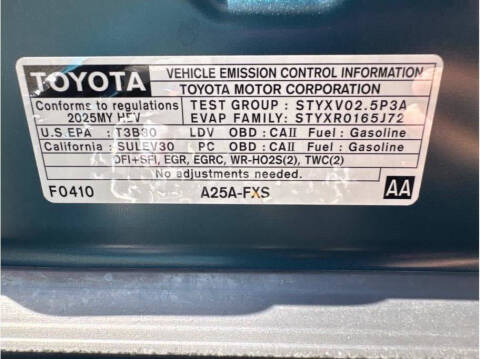 TOYOTA VEHICLE EMISSION CONTROL INFORMATION
TOYOTA MOTOR CORPORATION
Conforms to regulations TEST GROUP : STYXV02.5P3A
2025MY HEV EVAP FAMILY: STYXR0165J72
U.S.EPA : T3B30 LDV OBD : CAII Fuel : Gasoline
California : SULEV30 PC OBD : CAII Fuel : Gasoline
DFI+SFI, EGR, EGRC, WR-HO2S(2), TWC(2)
No adjustments needed.
F0410 A25A-FXS AA